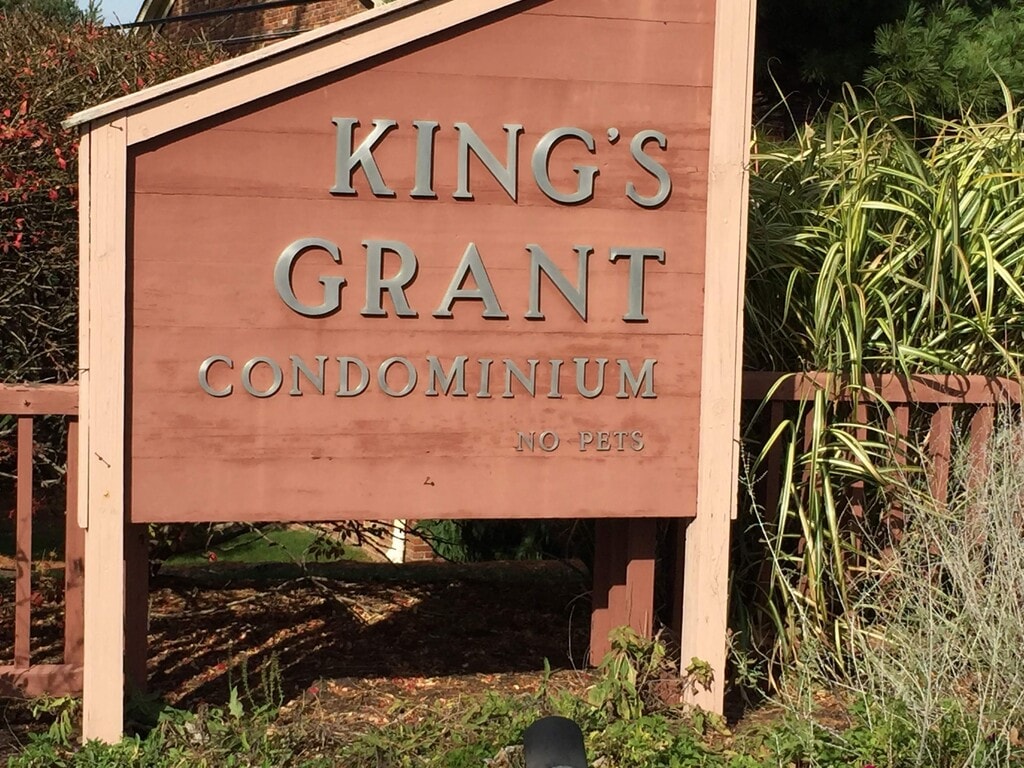 KING'S
GRANT
CONDOMINIUM
NO PETS